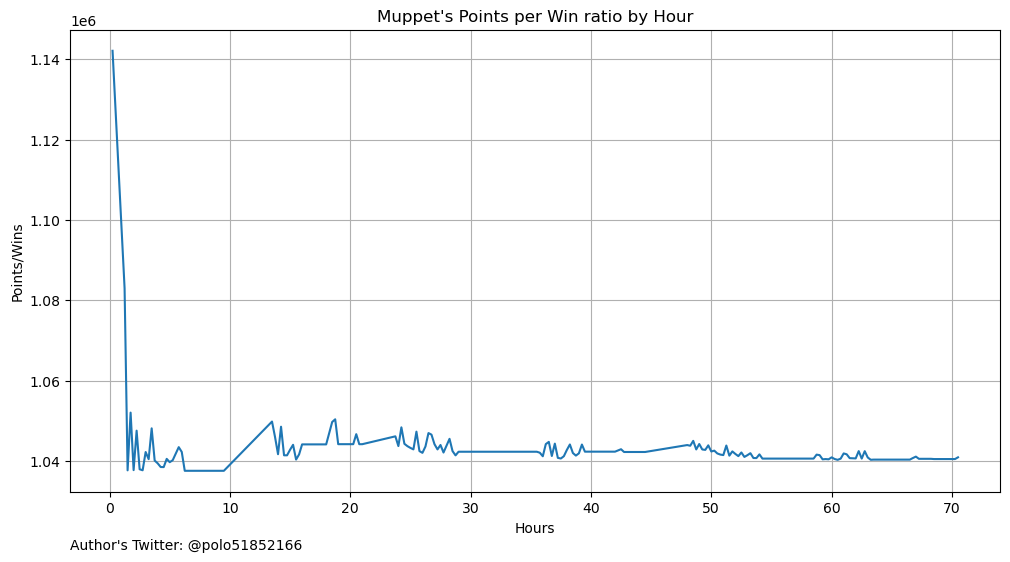 Muppet's Points per Win ratio by Hour
1e6
1.14
1.12
1.10
1.08
1.06
1.04
Points/Wins
0 10 20 30 40 50 60 70
Hours
Author's Twitter: @polo51852166